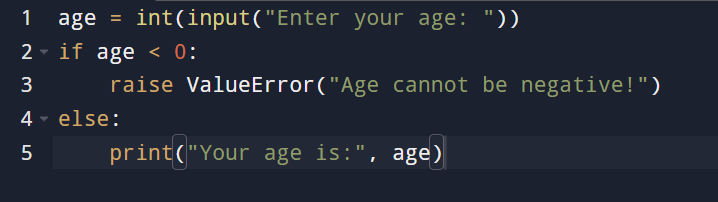 1 age = int(input("Enter your age: "))
2 if age < 0:
3     raise ValueError("Age cannot be negative!")
4 else:
5     print("Your age is:", age)